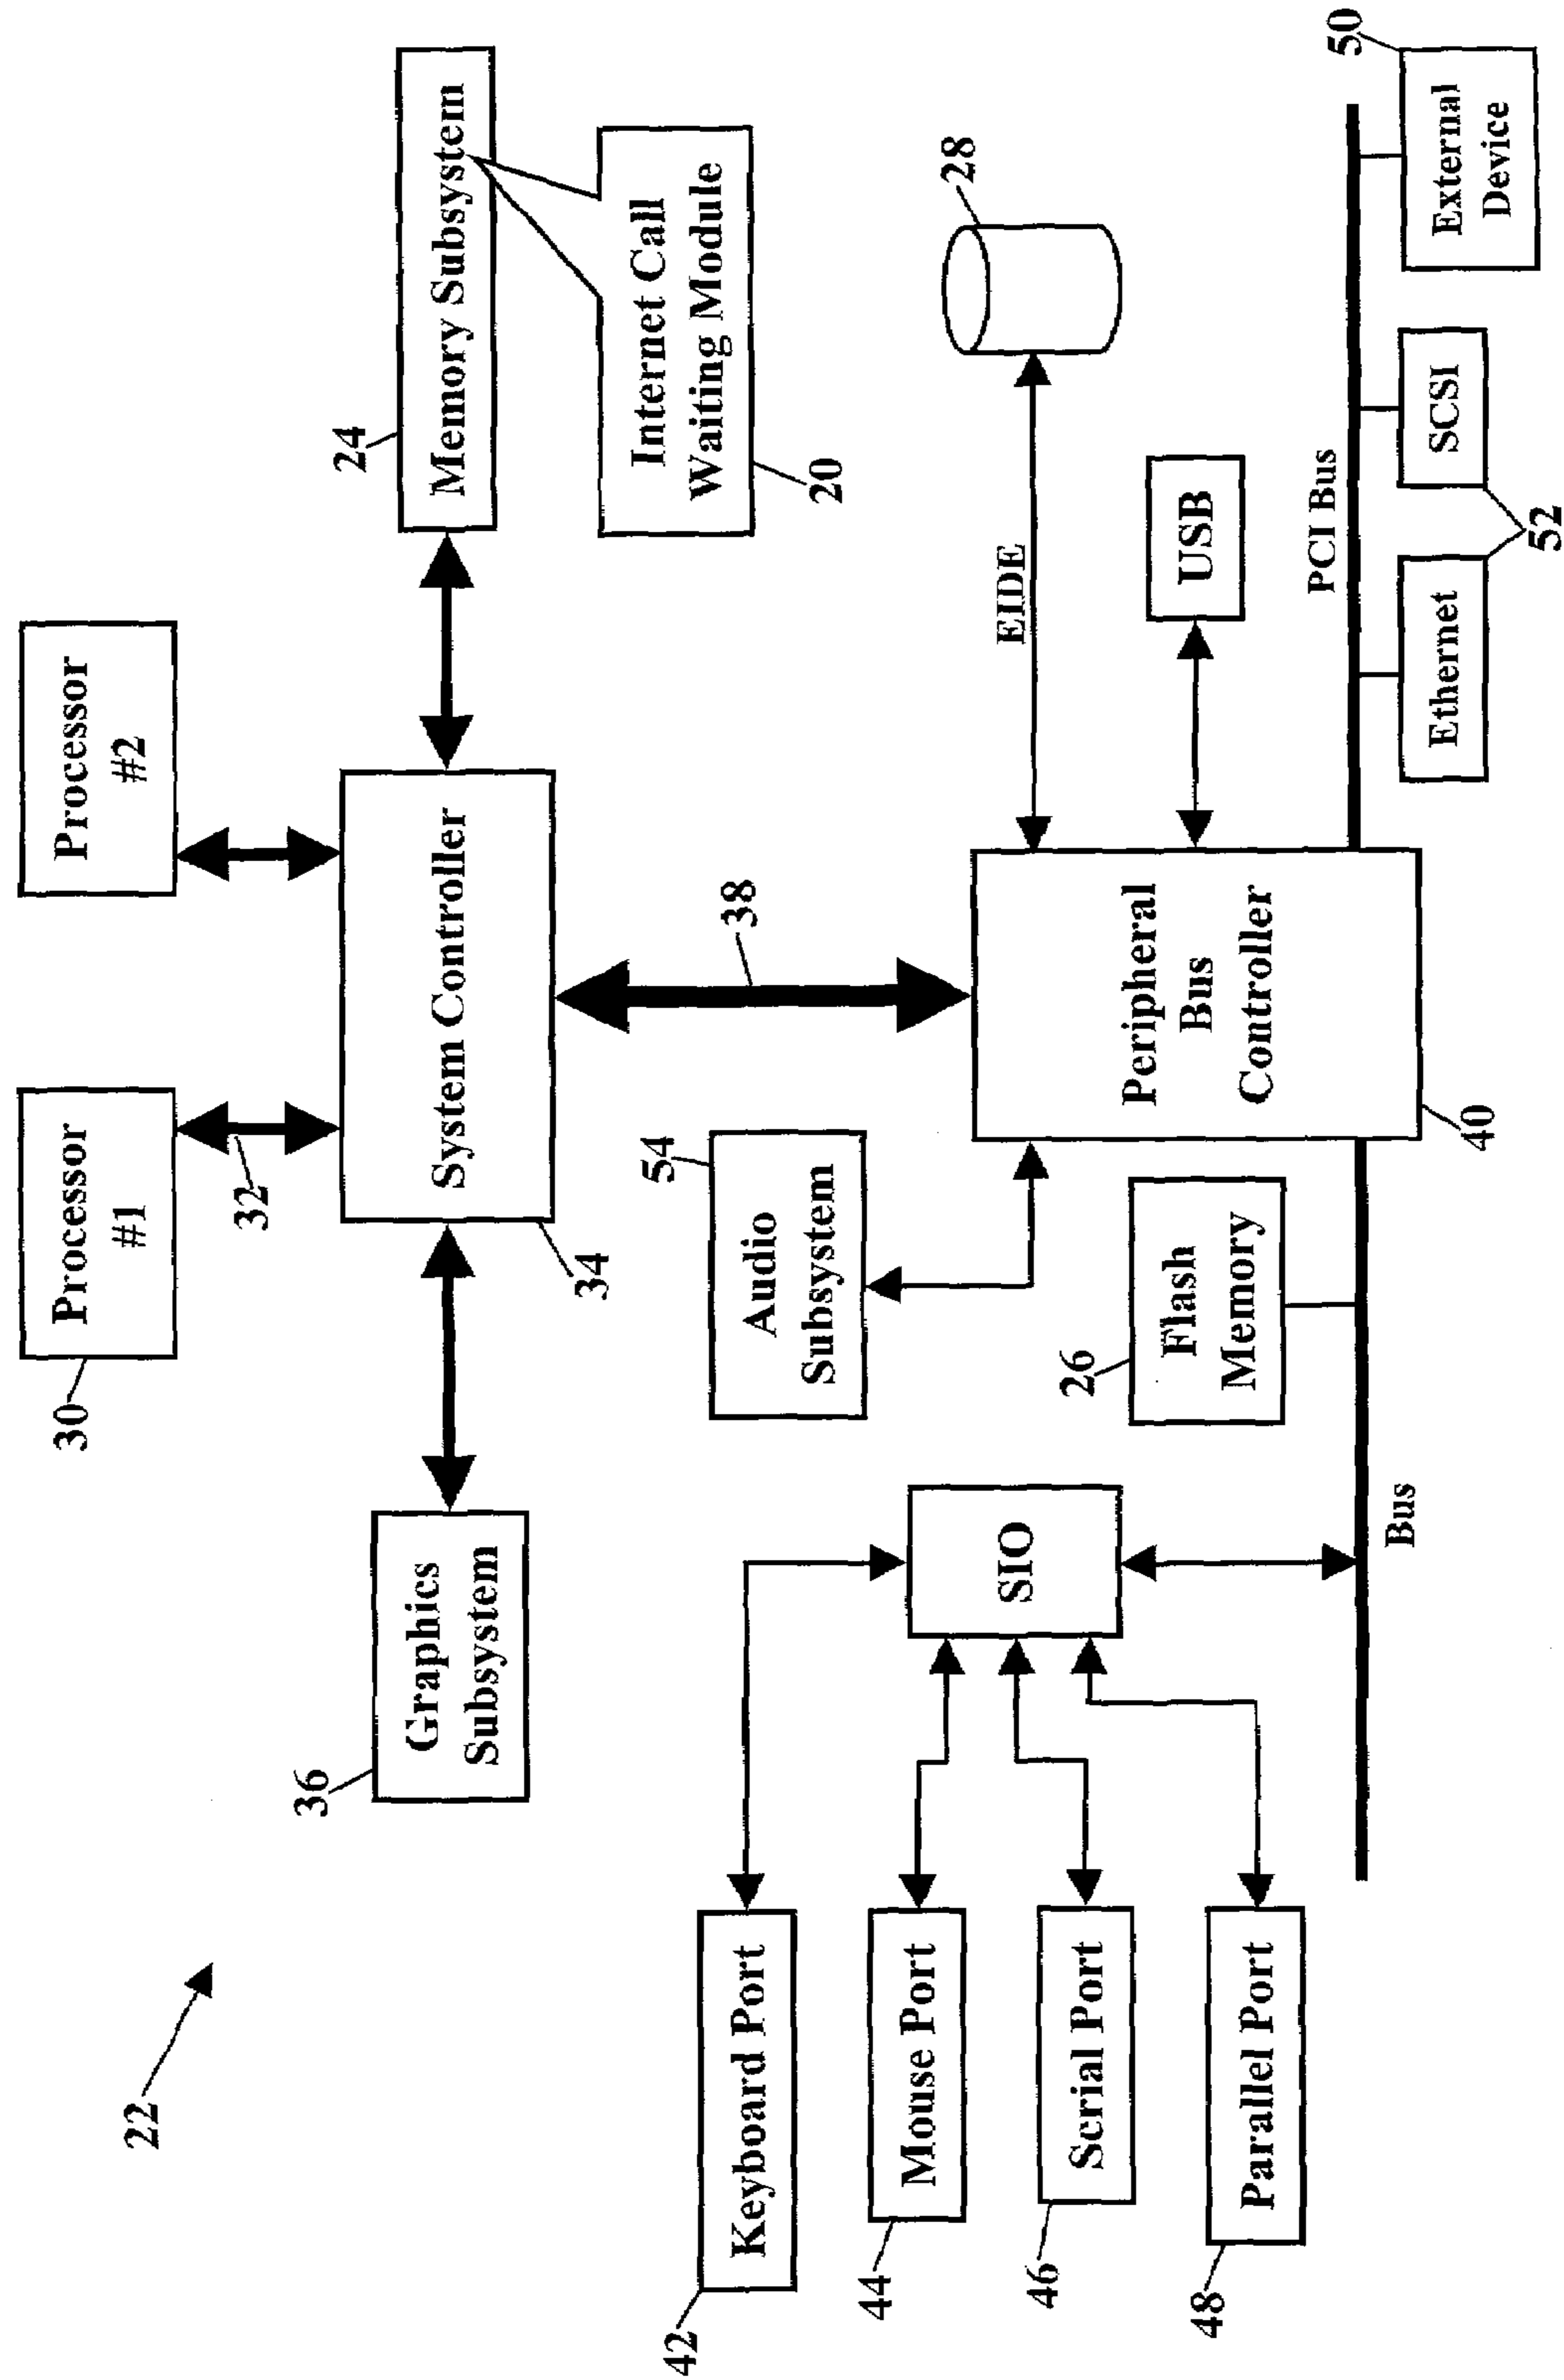 22
30
Processor
#1
32
Processor
#2
36
Graphics
Subsystem
System Controller
34
24
Memory Subsystem
Internet Call
Waiting Module
20
38
42
Keyboard Port
44
Mouse Port
46
Serial Port
48
Parallel Port
SIO
54
Audio
Subsystem
26
Flash
Memory
Bus
Peripheral
Bus
Controller
40
EIDE
28
USB
PCI Bus
Ethernet
SCSI
52
50
External
Device